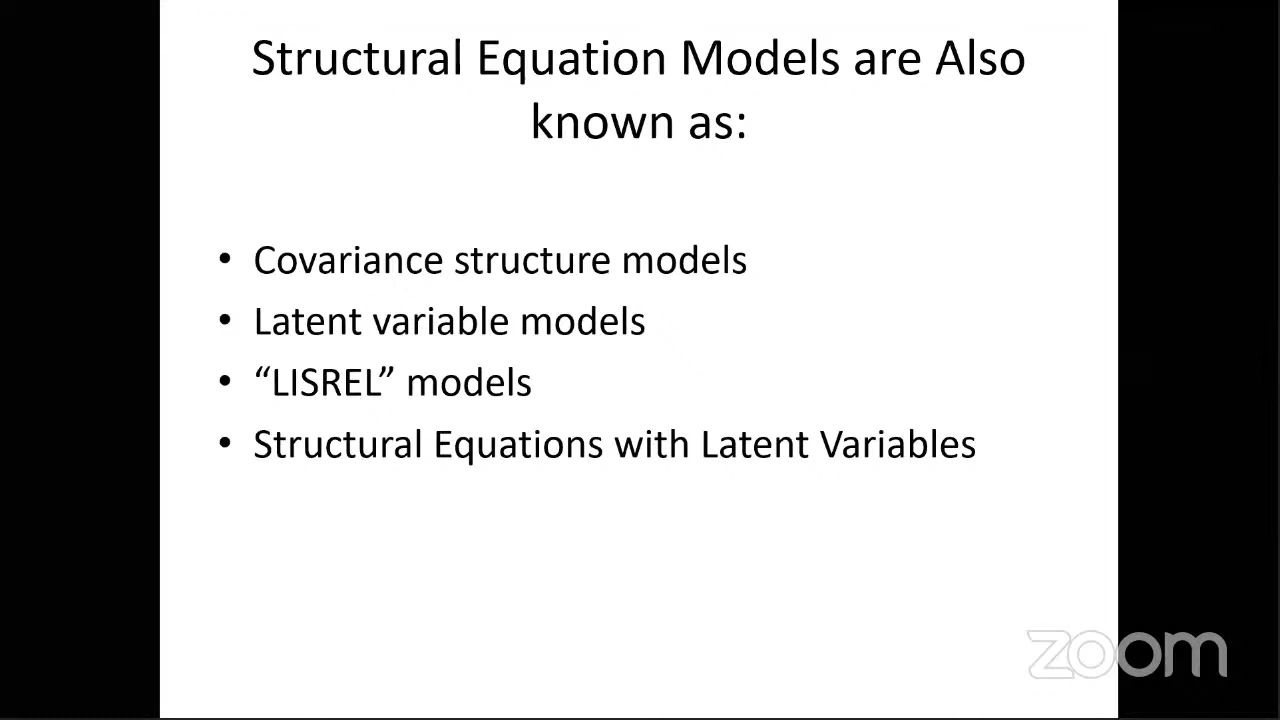 Structural Equation Models are Also
known as:
• Covariance structure models
• Latent variable models
• “LISREL” models
• Structural Equations with Latent Variables
zoom